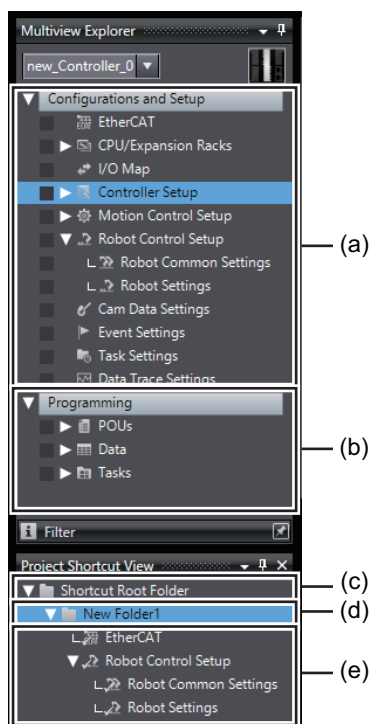 Multiview Explorer
new_Controller_0
Configurations and Setup
EtherCAT
CPU/Expansion Racks
I/O Map
Controller Setup
Motion Control Setup
Robot Control Setup
Robot Common Settings
Robot Settings
Cam Data Settings
Event Settings
Task Settings
Data Trace Settings
(a)
Programming
POUs
Data
Tasks
(b)
Filter
Project Shortcut View
Shortcut Root Folder
(c)
New Folder1
(d)
EtherCAT
Robot Control Setup
Robot Common Settings
Robot Settings
(e)